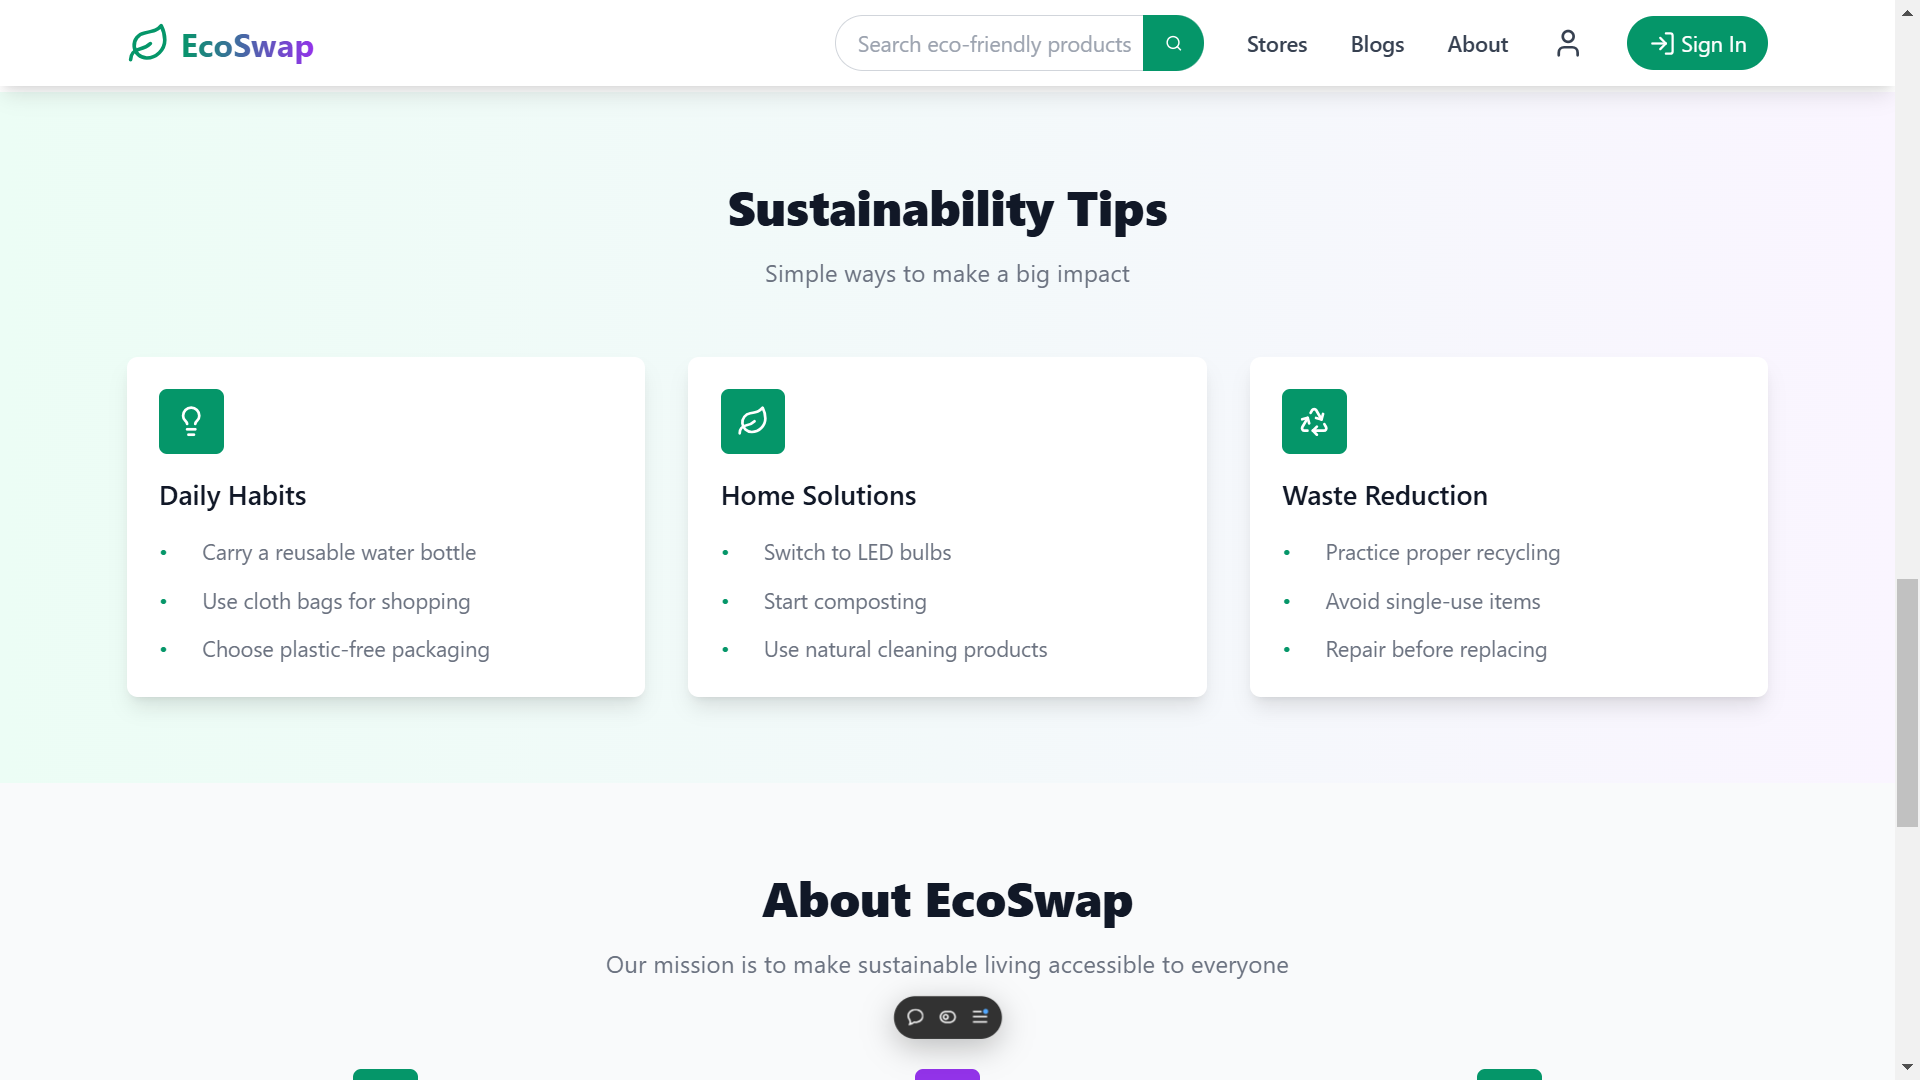 EcoSwap
Search eco-friendly products
Stores
Blogs
About
Sign In
Sustainability Tips
Simple ways to make a big impact
Daily Habits
• Carry a reusable water bottle
• Use cloth bags for shopping
• Choose plastic-free packaging
Home Solutions
• Switch to LED bulbs
• Start composting
• Use natural cleaning products
Waste Reduction
• Practice proper recycling
• Avoid single-use items
• Repair before replacing
About EcoSwap
Our mission is to make sustainable living accessible to everyone